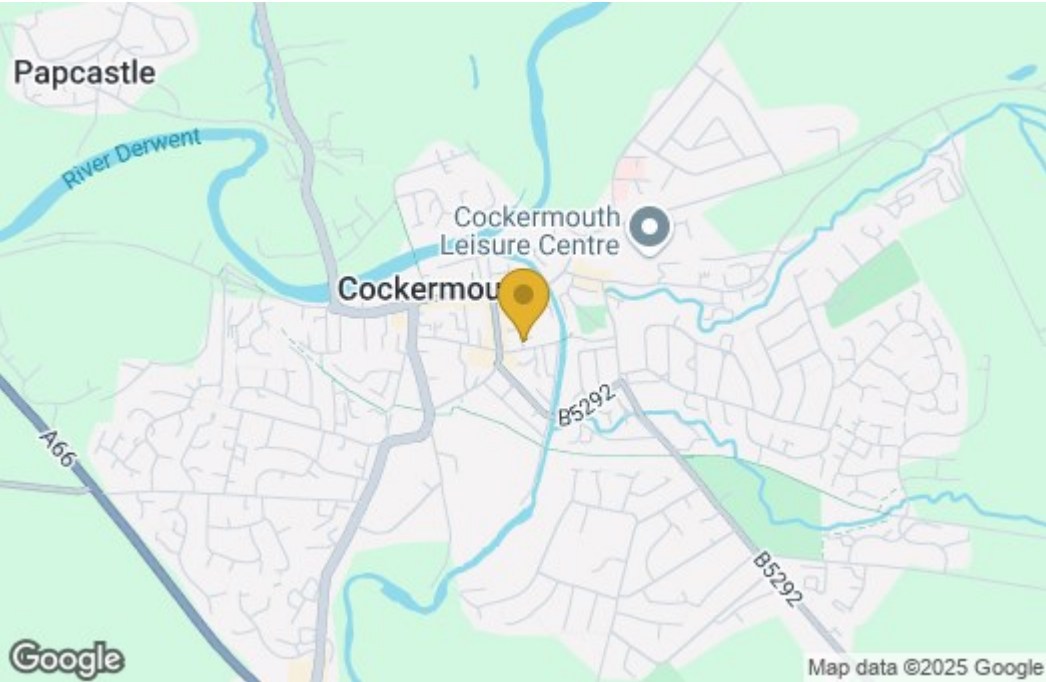 Papcastle
River Derwent
Cockermouth
Leisure Centre
Cockermou
B5292
A66
B5292
Google
Map data ©2025 Google